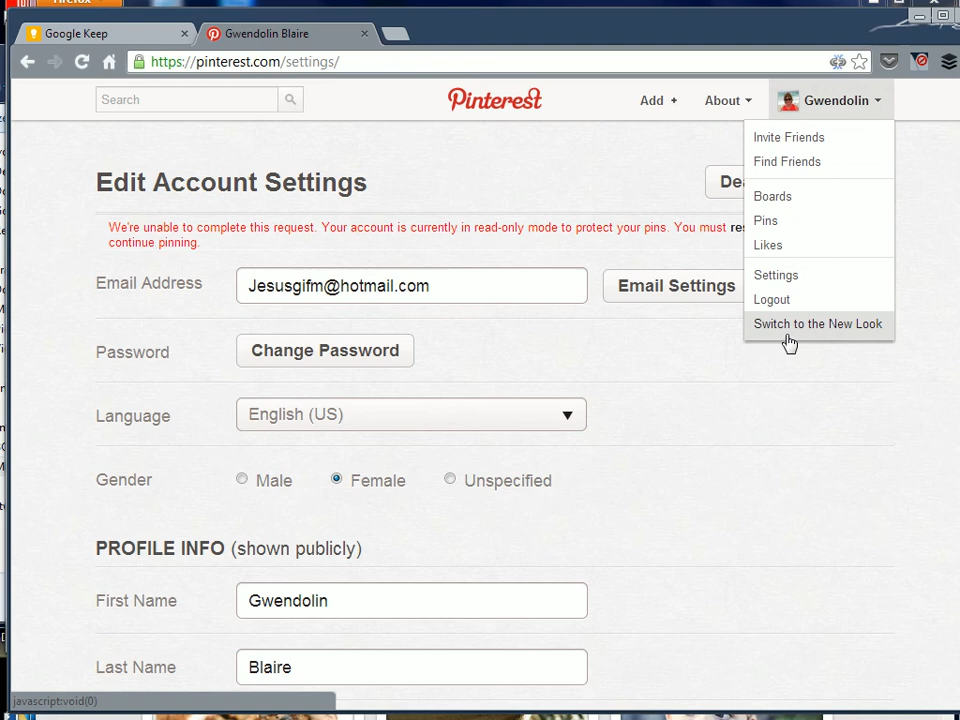 Firefox
Google Keep
Gwendolin Blaire
https://pinterest.com/settings/
Search
Pinterest
Add +
About
Gwendolin
Invite Friends
Find Friends
Boards
Pins
Likes
Settings
Logout
Switch to the New Look
Edit Account Settings
We're unable to complete this request. Your account is currently in read-only mode to protect your pins. You must
continue pinning.
Email Address
Jesusgifm@hotmail.com
Email Settings
Password
Change Password
Language
English (US)
Gender
Male
Female
Unspecified
PROFILE INFO (shown publicly)
First Name
Gwendolin
Last Name
Blaire
javascript:void(0)